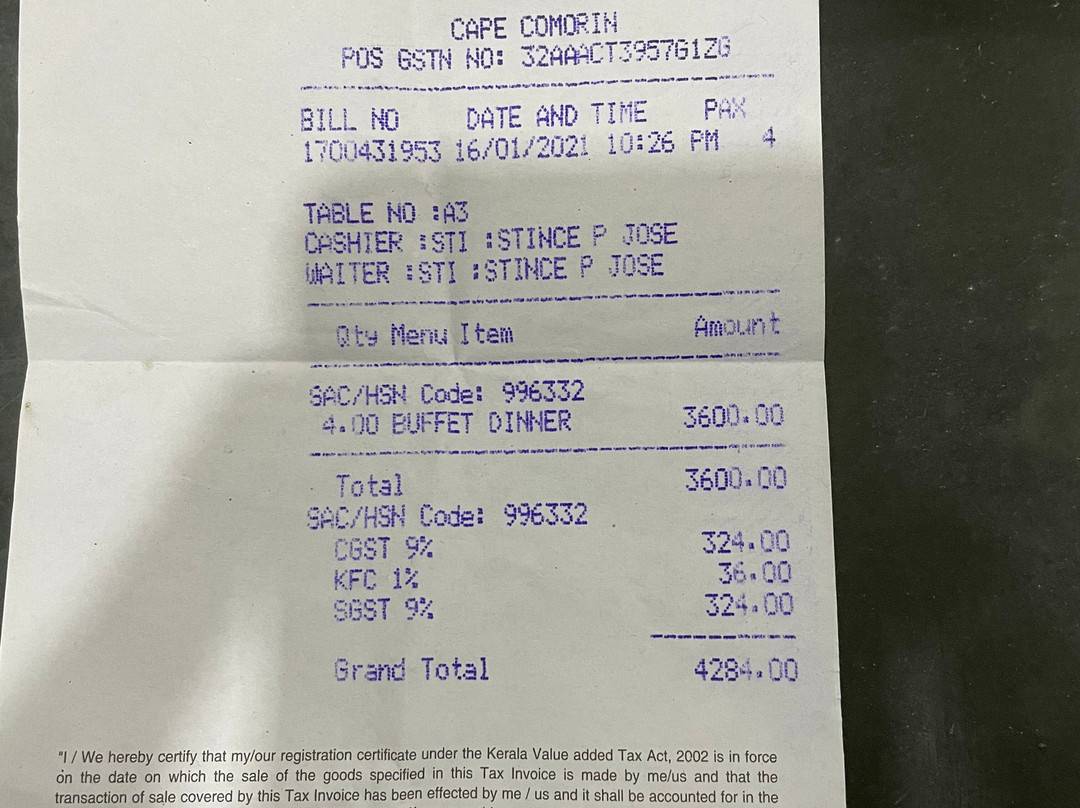 CAPE COMORIN
POS GSTN NO: 32AAACT3957G1ZG
BILL NO DATE AND TIME PAX
1700431953 16/01/2021 10:26 PM 4
TABLE NO :A3
CASHIER :STI :STINCE P JOSE
WAITER :STI :STINCE P JOSE
Qty Menu Item Amount
SAC/HSN Code: 996332
4.00 BUFFET DINNER 3600.00
Total 3600.00
SAC/HSN Code: 996332
CGST 9% 324.00
KFC 1% 36.00
SGST 9% 324.00
Grand Total 4284.00
"I / We hereby certify that my/our registration certificate under the Kerala Value added Tax Act, 2002 is in force
on the date on which the sale of the goods specified in this Tax Invoice is made by me/us and that the
transaction of sale covered by this Tax Invoice has been effected by me / us and it shall be accounted for in the